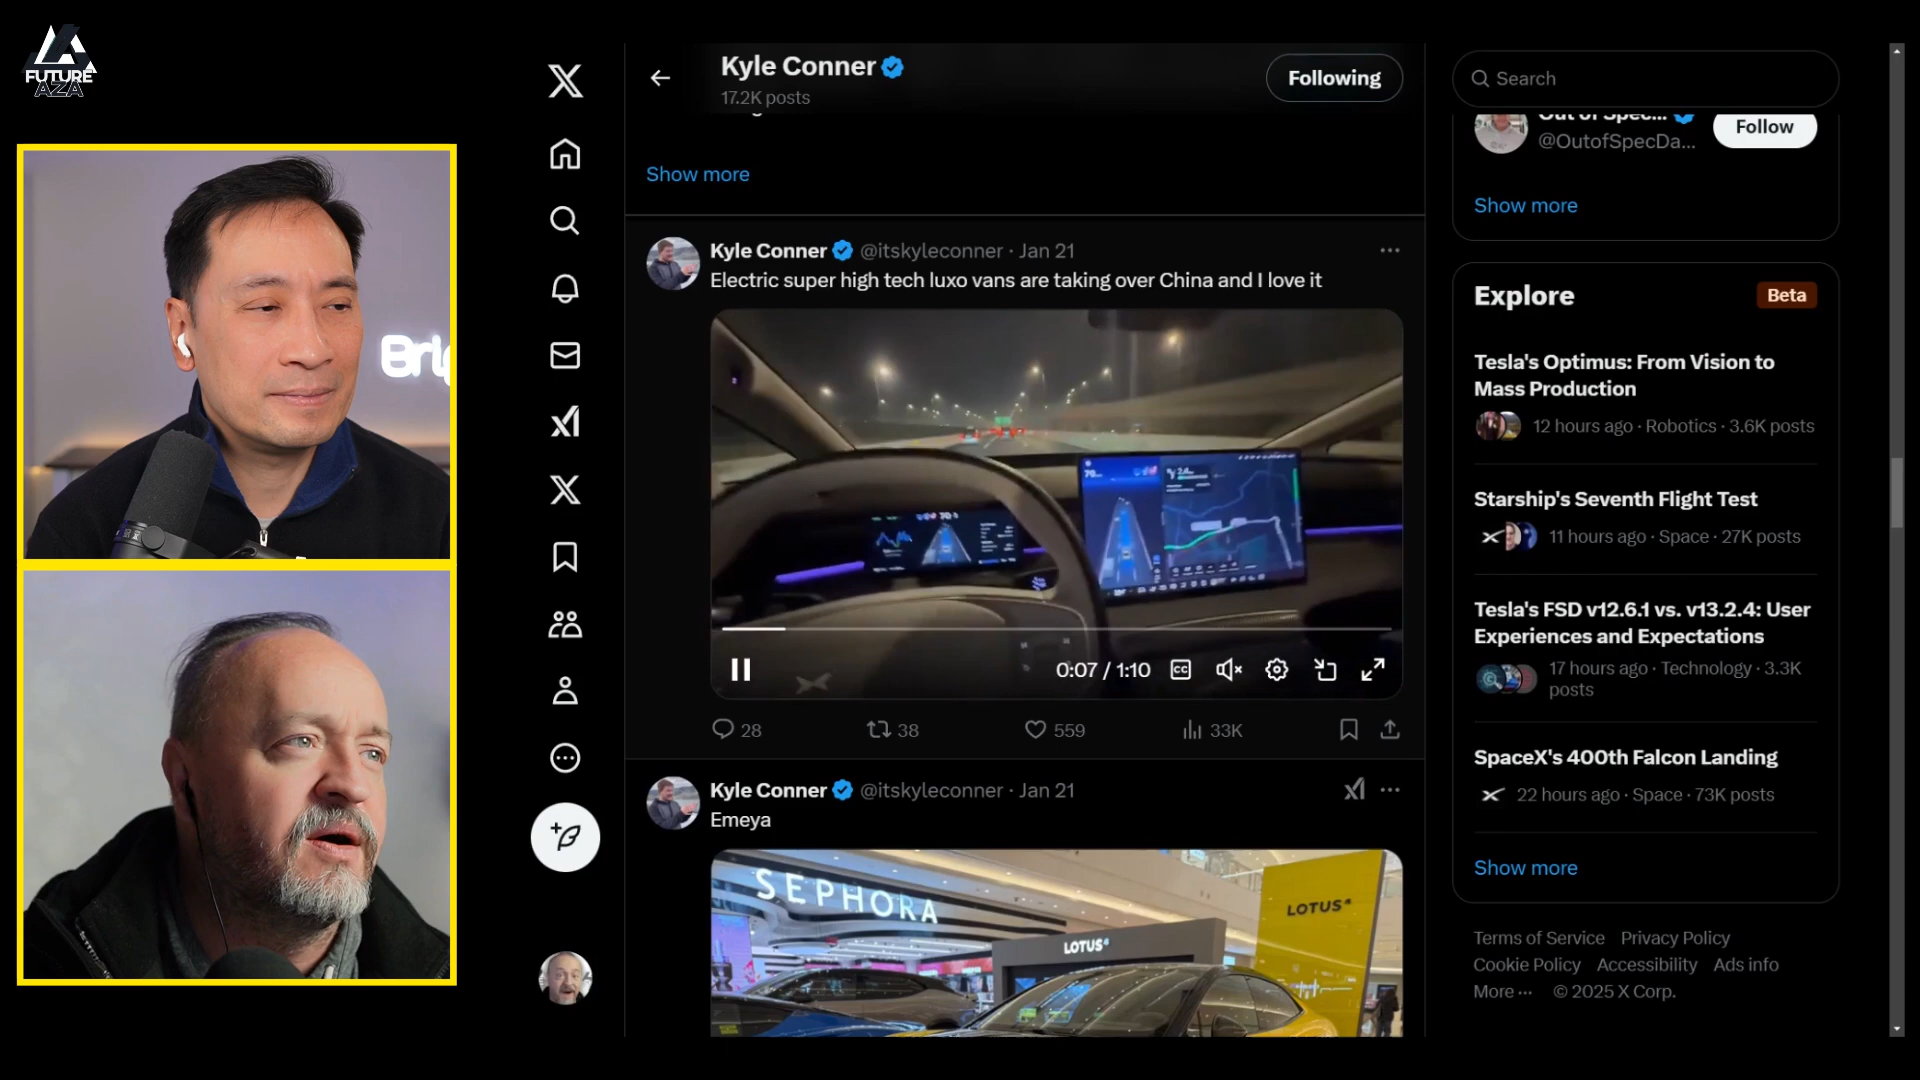 FUTURE
AZA
Brig
Kyle Conner
17.2K posts
Following
Show more
Kyle Conner @itskyleconner · Jan 21
Electric super high tech luxo vans are taking over China and I love it
0:07 / 1:10
CC
28
38
559
33K
Kyle Conner @itskyleconner · Jan 21
Emeya
SEPHORA
LOTUS
LOTUS
Search
Out of Spec...
@OutofSpecDa...
Follow
Show more
Explore
Beta
Tesla's Optimus: From Vision to
Mass Production
12 hours ago · Robotics · 3.6K posts
Starship's Seventh Flight Test
11 hours ago · Space · 27K posts
Tesla's FSD v12.6.1 vs. v13.2.4: User
Experiences and Expectations
17 hours ago · Technology · 3.3K
posts
SpaceX's 400th Falcon Landing
22 hours ago · Space · 73K posts
Show more
Terms of Service Privacy Policy
Cookie Policy Accessibility Ads info
More ··· © 2025 X Corp.